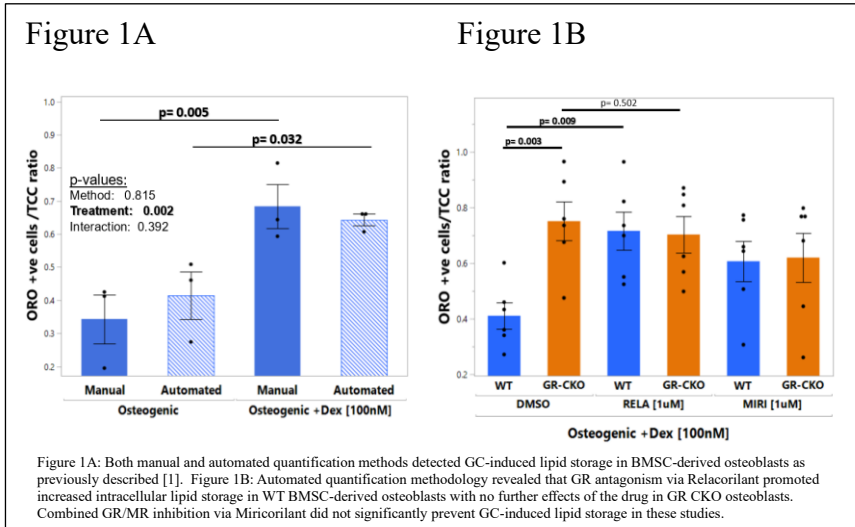 Figure 1A
Figure 1B
ORO +ve cells /TCC ratio
1.0
0.9
0.8
0.7
0.6
0.5
0.4
0.3
0.2
p= 0.005
p= 0.032
p-values:
Method: 0.815
Treatment: 0.002
Interaction: 0.392
Manual Automated Manual Automated
Osteogenic Osteogenic +Dex [100nM]
ORO +ve cells/TCC ratio
1.0
0.8
0.6
0.4
0.2
p= 0.502
p= 0.009
p= 0.003
WT GR-CKO WT GR-CKO WT GR-CKO
DMSO RELA [1uM] MIRI [1uM]
Osteogenic +Dex [100nM]
Figure 1A: Both manual and automated quantification methods detected GC-induced lipid storage in BMSC-derived osteoblasts as
previously described [1]. Figure 1B: Automated quantification methodology revealed that GR antagonism via Relacorilant promoted
increased intracellular lipid storage in WT BMSC-derived osteoblasts with no further effects of the drug in GR CKO osteoblasts.
Combined GR/MR inhibition via Miricorilant did not significantly prevent GC-induced lipid storage in these studies.